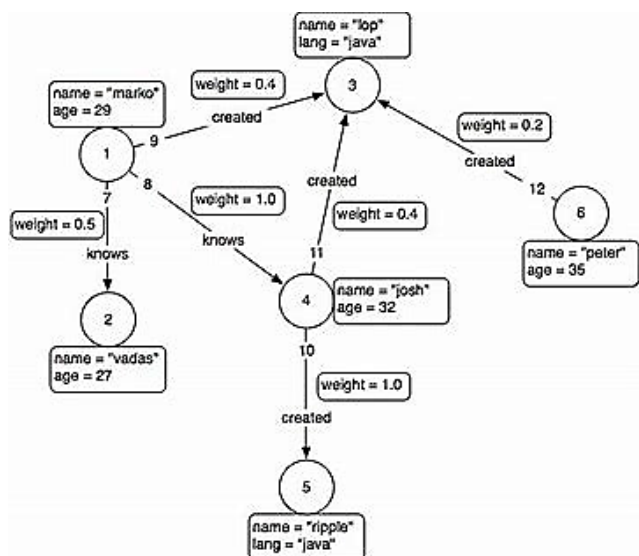 name = "lop"
lang = "java"
weight = 0.4
name = "marko"
age = 29
3
9
created
weight = 0.2
1
created
8
7
weight = 1.0
created
12
6
weight = 0.5
weight = 0.4
knows
knows
11
name = "peter"
age = 35
4
name = "josh"
age = 32
2
10
name = "vadas"
age = 27
weight = 1.0
created
5
name = "ripple"
lang = "java"